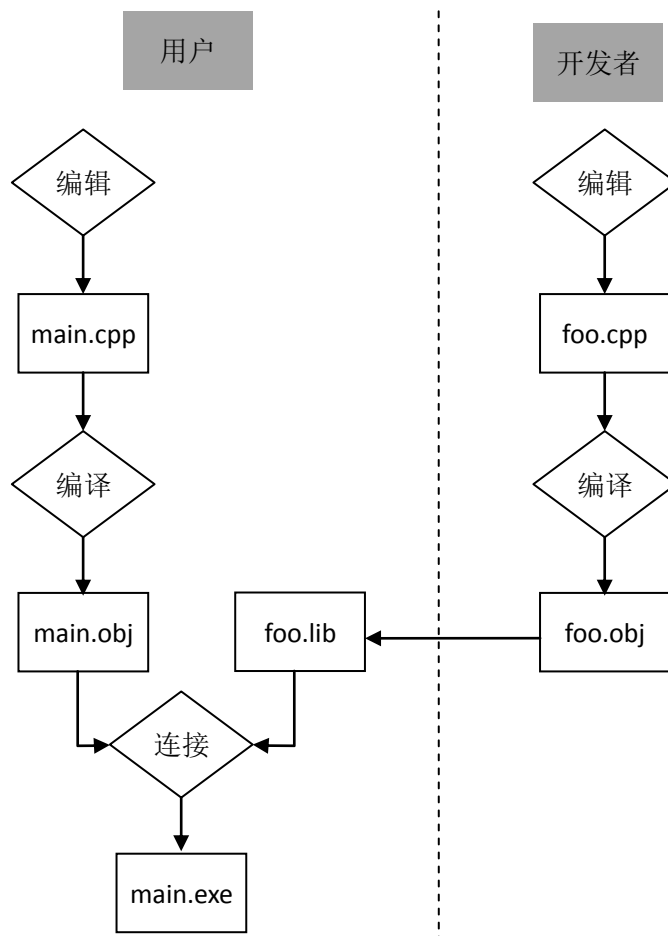 用户
开发者
编辑
编辑
main.cpp
foo.cpp
编译
编译
main.obj
foo.lib
foo.obj
连接
main.exe